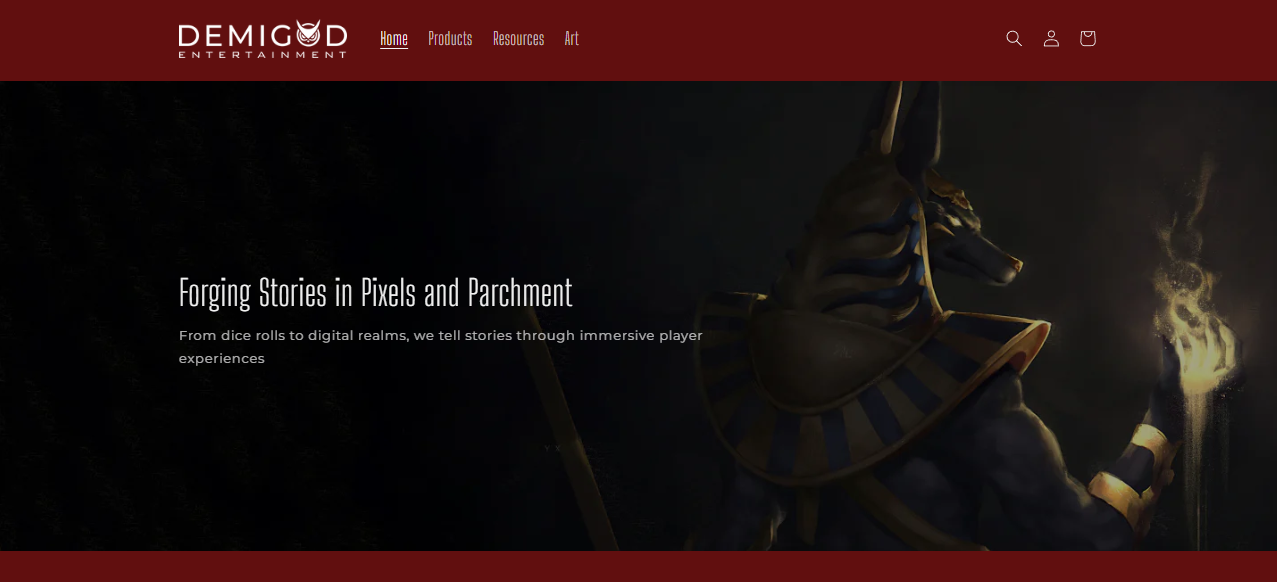 DEMIGOD
ENTERTAINMENT
Home Products Resources Art
Forging Stories in Pixels and Parchment
From dice rolls to digital realms, we tell stories through immersive player
experiences